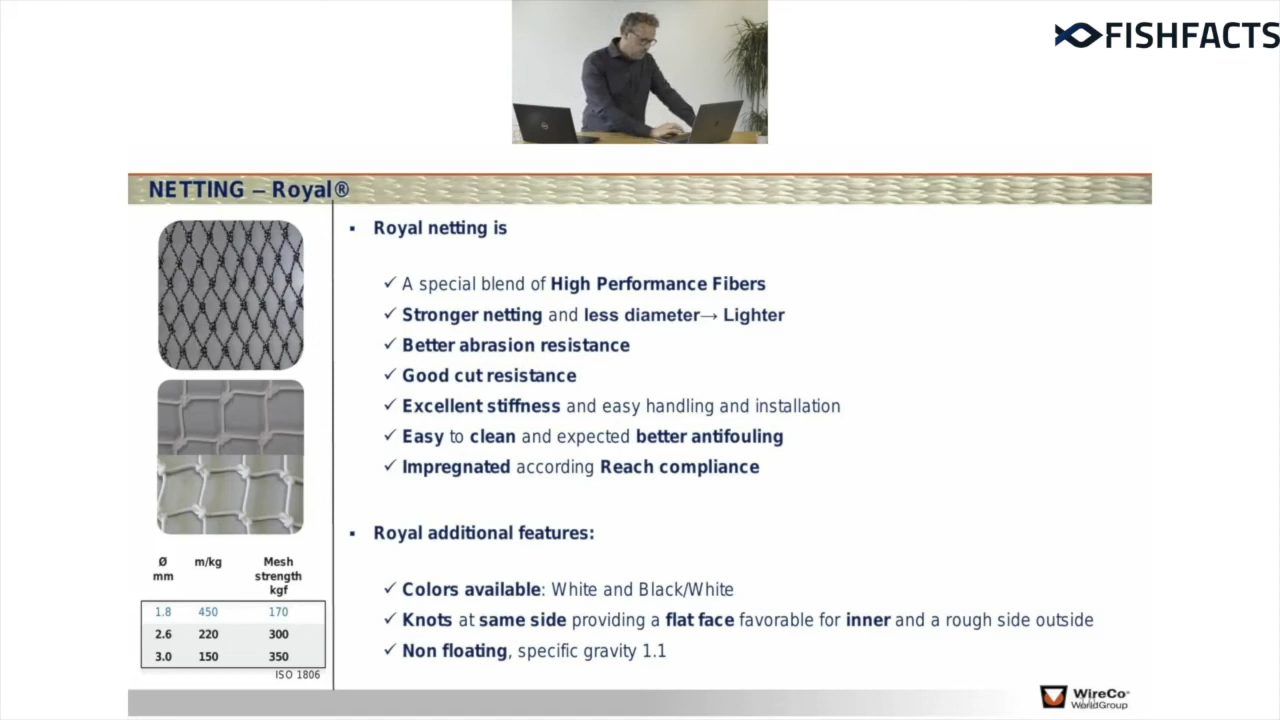 FISHFACTS
NETTING – Royal®
▪ Royal netting is
✓ A special blend of High Performance Fibers
✓ Stronger netting and less diameter→ Lighter
✓ Better abrasion resistance
✓ Good cut resistance
✓ Excellent stiffness and easy handling and installation
✓ Easy to clean and expected better antifouling
✓ Impregnated according Reach compliance
▪ Royal additional features:
✓ Colors available: White and Black/White
✓ Knots at same side providing a flat face favorable for inner and a rough side outside
✓ Non floating, specific gravity 1.1
Ø mm m/kg Mesh strength kgf
1.8 450 170
2.6 220 300
3.0 150 350
ISO 1806
WireCo
WorldGroup